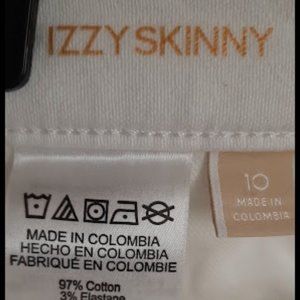 IZZY SKINNY
MADE IN COLOMBIA
HECHO EN COLOMBIA
FABRIQUÉ EN COLOMBIE
97% Cotton
3% Elastane
10
MADE IN
COLOMBIA